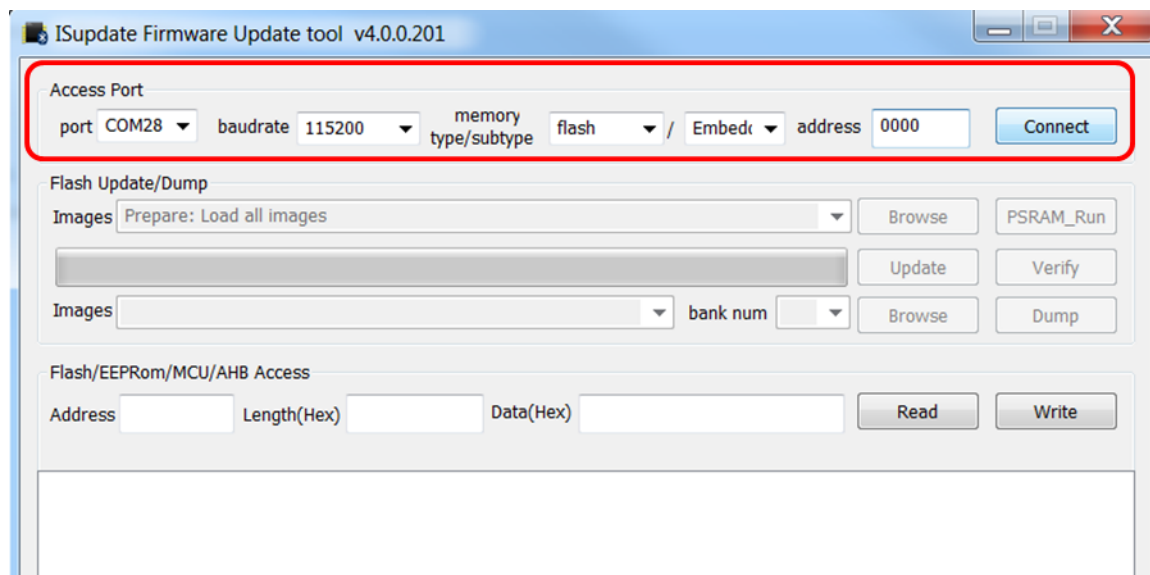 ISupdate Firmware Update tool v4.0.0.201
Access Port
port COM28 baudrate 115200 memory type/subtype flash / Embedc address 0000 Connect
Flash Update/Dump
Images Prepare: Load all images Browse PSRAM_Run
Update Verify
Images bank num Browse Dump
Flash/EEPRom/MCU/AHB Access
Address Length(Hex) Data(Hex) Read Write